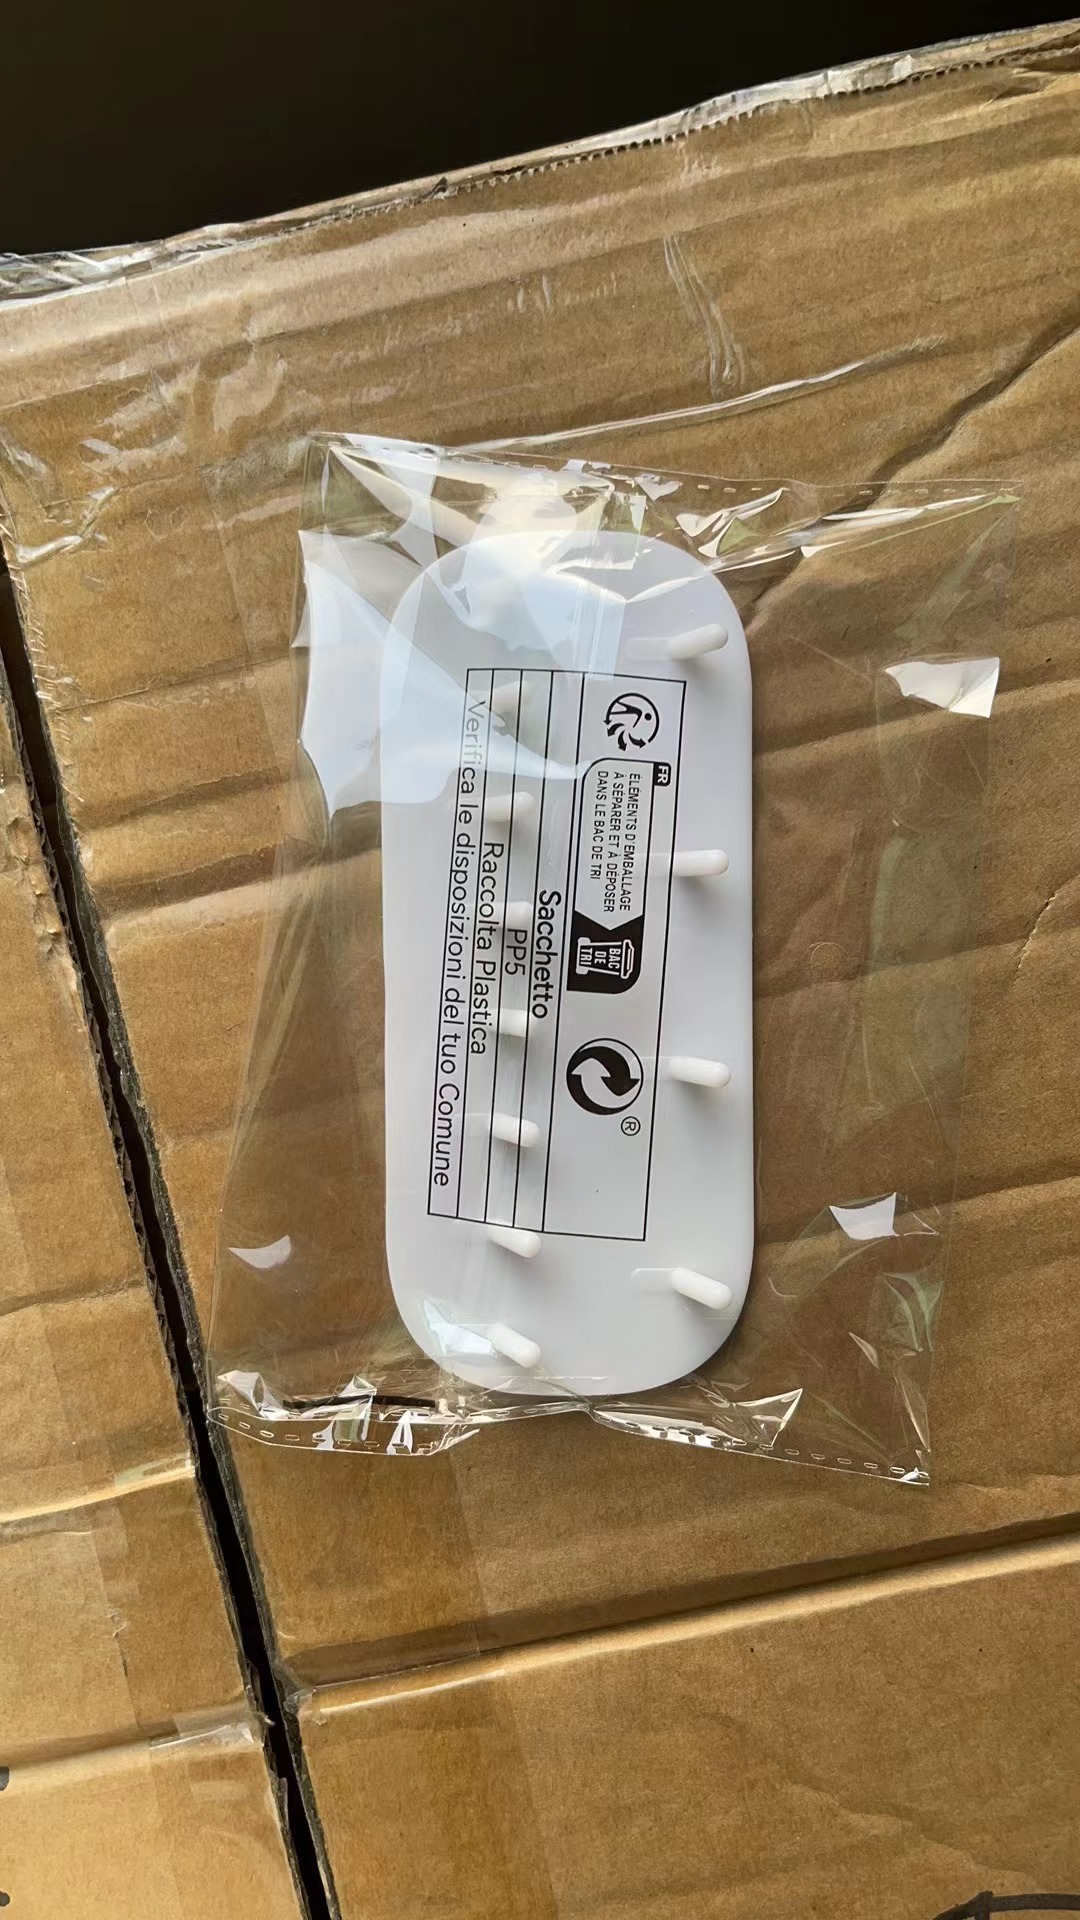 FR
ÉLÉMENTS D'EMBALLAGE
À SÉPARER ET À DÉPOSER
DANS LE BAC DE TRI
BAC
DE
TRI
®
Sacchetto
PP5
Raccolta Plastica
Verifica le disposizioni del tuo Comune